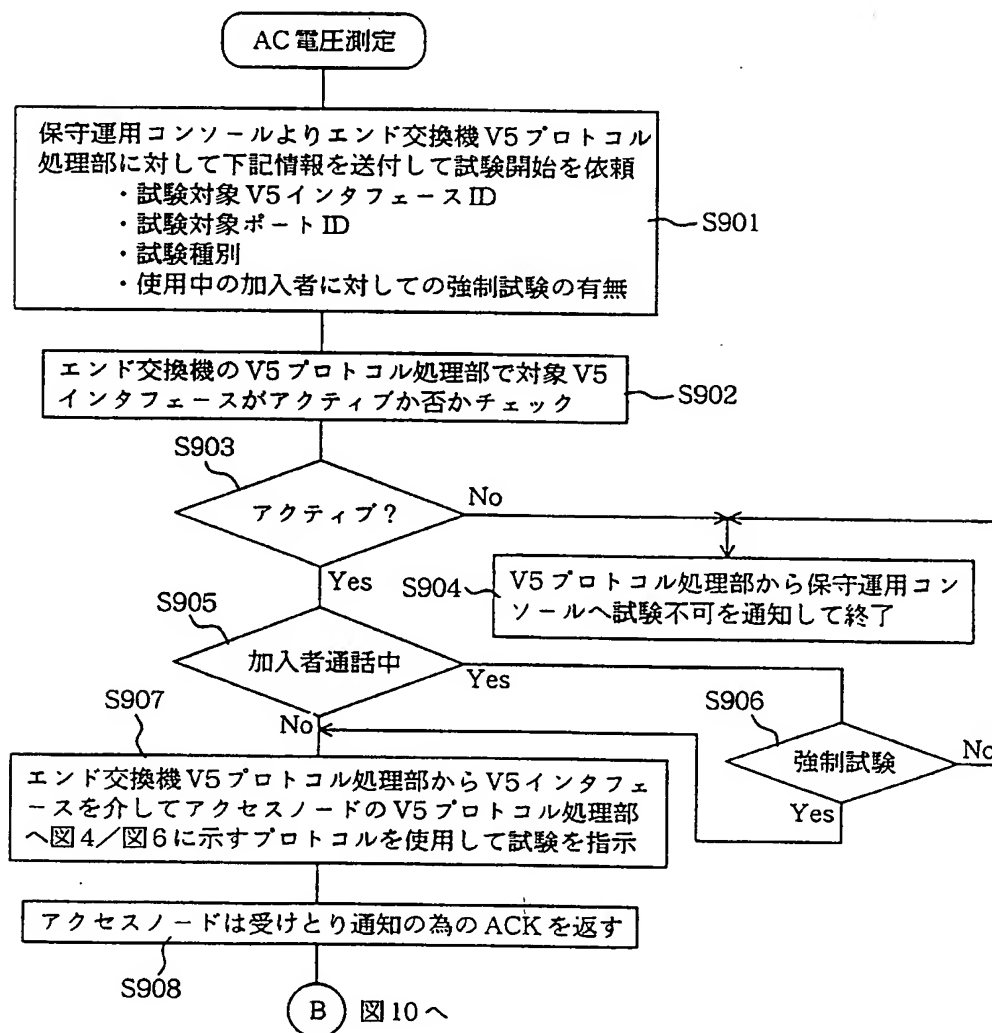 AC電圧測定
保守運用コンソールよりエンド交換機V5プロトコル
処理部に対して下記情報を送付して試験開始を依頼
・試験対象V5インタフェースID
・試験対象ポートID
・試験種別
・使用中の加入者に対しての強制試験の有無
S901
エンド交換機のV5プロトコル処理部で対象V5
インタフェースがアクティブか否かチェック
S902
S903
アクティブ？
No
Yes
S904
V5プロトコル処理部から保守運用コン
ソールへ試験不可を通知して終了
S905
加入者通話中
Yes
No
S906
強制試験
No
Yes
S907
エンド交換機V5プロトコル処理部からV5インタフェ
ースを介してアクセスノードのV5プロトコル処理部
へ図4／図6に示すプロトコルを使用して試験を指示
アクセスノードは受けとり通知の為のACKを返す
S908
B 図10へ